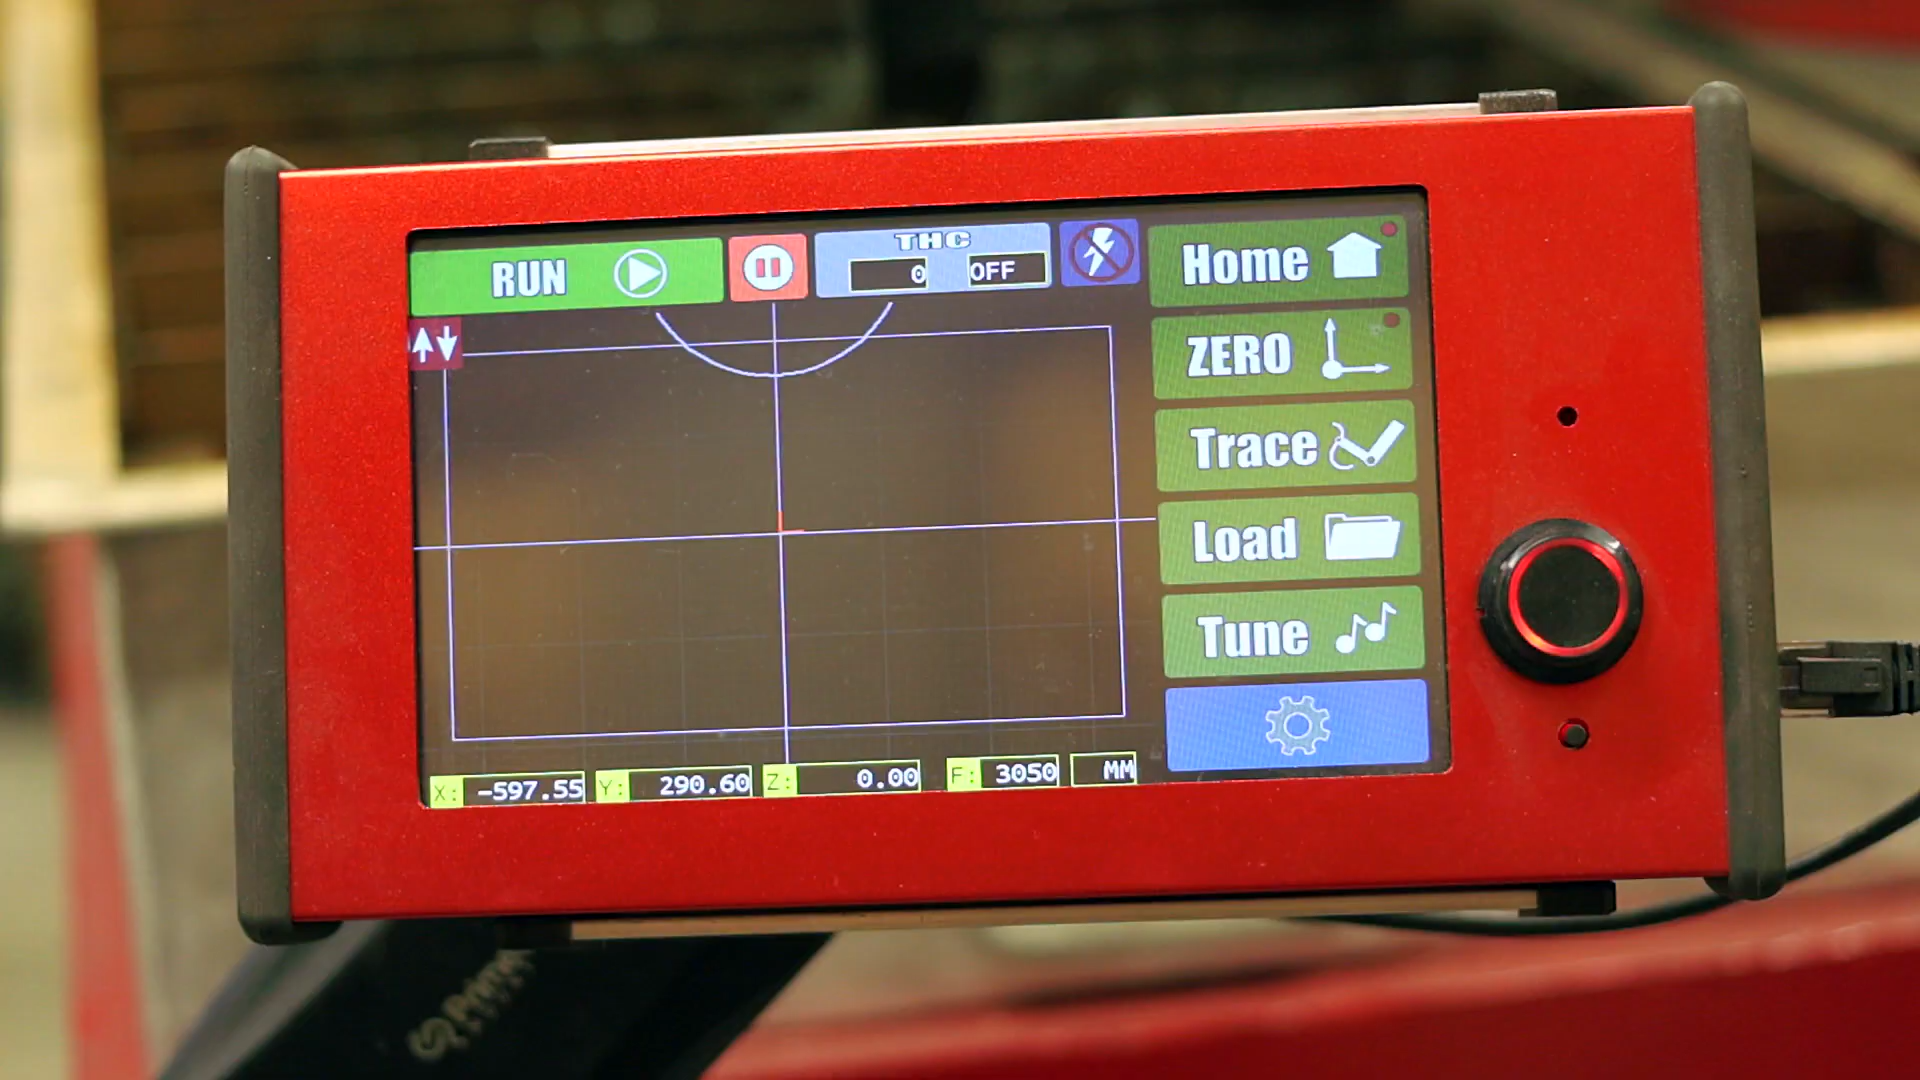 RUN
THC
0 OFF
Home
ZERO
Trace
Load
Tune
X: -597.55 Y: 290.60 Z: 0.00 F: 3050 MM